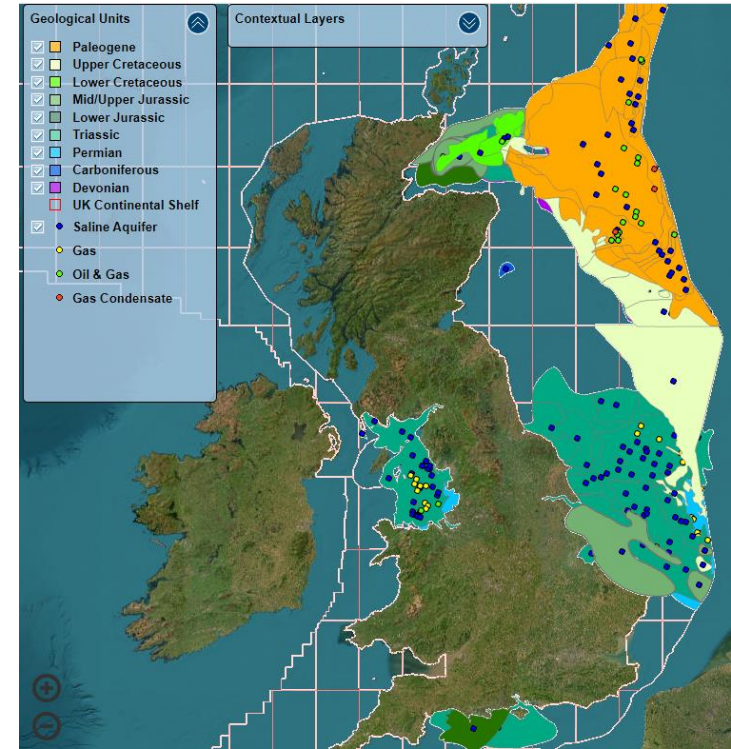 Geological Units
Contextual Layers
Paleogene
Upper Cretaceous
Lower Cretaceous
Mid/Upper Jurassic
Lower Jurassic
Triassic
Permian
Carboniferous
Devonian
UK Continental Shelf
Saline Aquifer
Gas
Oil & Gas
Gas Condensate